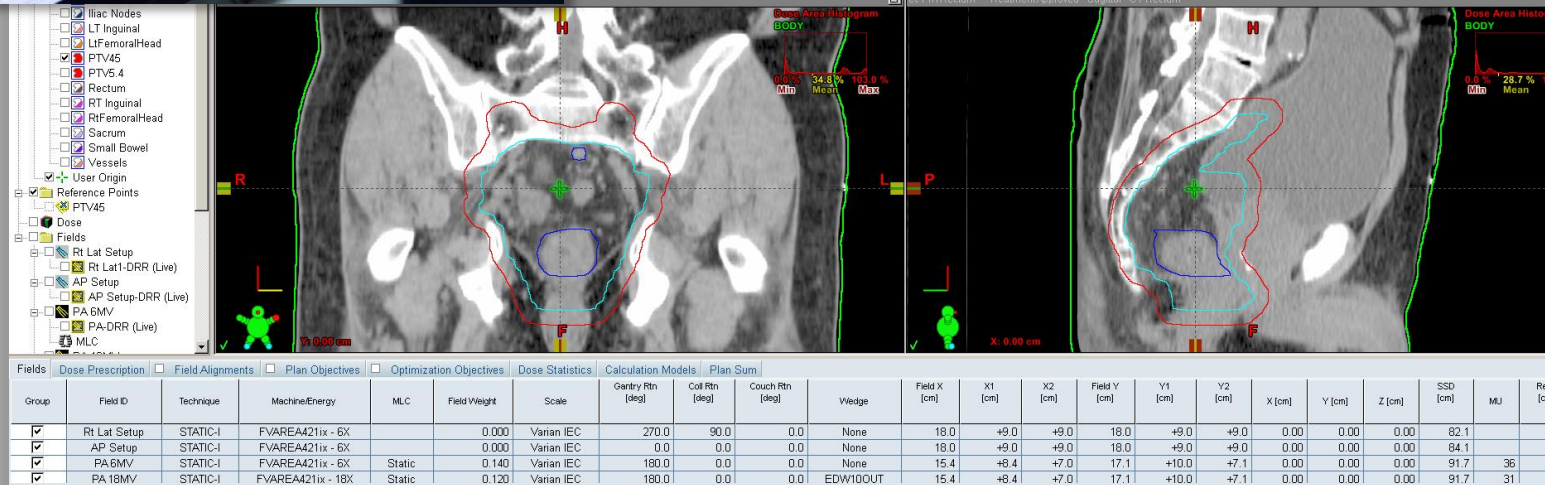 Iliac Nodes
LT Inguinal
LtFemoralHead
PTV45
PTV5.4
Rectum
RT Inguinal
RtFemoralHead
Sacrum
Small Bowel
Vessels
User Origin
Reference Points
PTV45
Dose
Fields
Rt Lat Setup
Rt Lat1-DRR (Live)
AP Setup
AP Setup-DRR (Live)
PA 6MV
PA-DRR (Live)
MLC
H
Dose Area Histogram
BODY
0.0 % 34.8 % 103.0 %
Min Mean Max
R
L
F
Y: 0.00 cm
H
Dose Area Histo
BODY
0.0 % 28.7 % 1
Min Mean
P
F
X: 0.00 cm
Fields Dose Prescription Field Alignments Plan Objectives Optimization Objectives Dose Statistics Calculation Models Plan Sum
Group Field ID Technique Machine/Energy MLC Field Weight Scale Gantry Rtn [deg] Coll Rtn [deg] Couch Rtn [deg] Wedge Field X [cm] X1 [cm] X2 [cm] Field Y [cm] Y1 [cm] Y2 [cm] X [cm] Y [cm] Z [cm] SSD [cm] MU Re [c
Rt Lat Setup STATIC-I FVAREA421ix - 6X 0.000 Varian IEC 270.0 90.0 0.0 None 18.0 +9.0 +9.0 18.0 +9.0 +9.0 0.00 0.00 0.00 82.1
AP Setup STATIC-I FVAREA421ix - 6X 0.000 Varian IEC 0.0 0.0 0.0 None 18.0 +9.0 +9.0 18.0 +9.0 +9.0 0.00 0.00 0.00 84.1
PA 6MV STATIC-I FVAREA421ix - 6X Static 0.140 Varian IEC 180.0 0.0 0.0 None 15.4 +8.4 +7.0 17.1 +10.0 +7.1 0.00 0.00 0.00 91.7 36
PA 18MV STATIC-I FVAREA421ix - 18X Static 0.120 Varian IEC 180.0 0.0 0.0 EDW10OUT 15.4 +8.4 +7.0 17.1 +10.0 +7.1 0.00 0.00 0.00 91.7 31